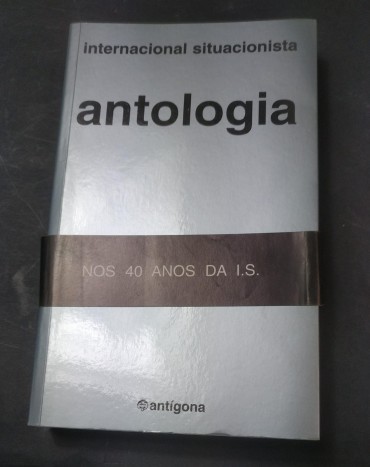 internacional situacionista
antologia
NOS 40 ANOS DA I.S.
antígona